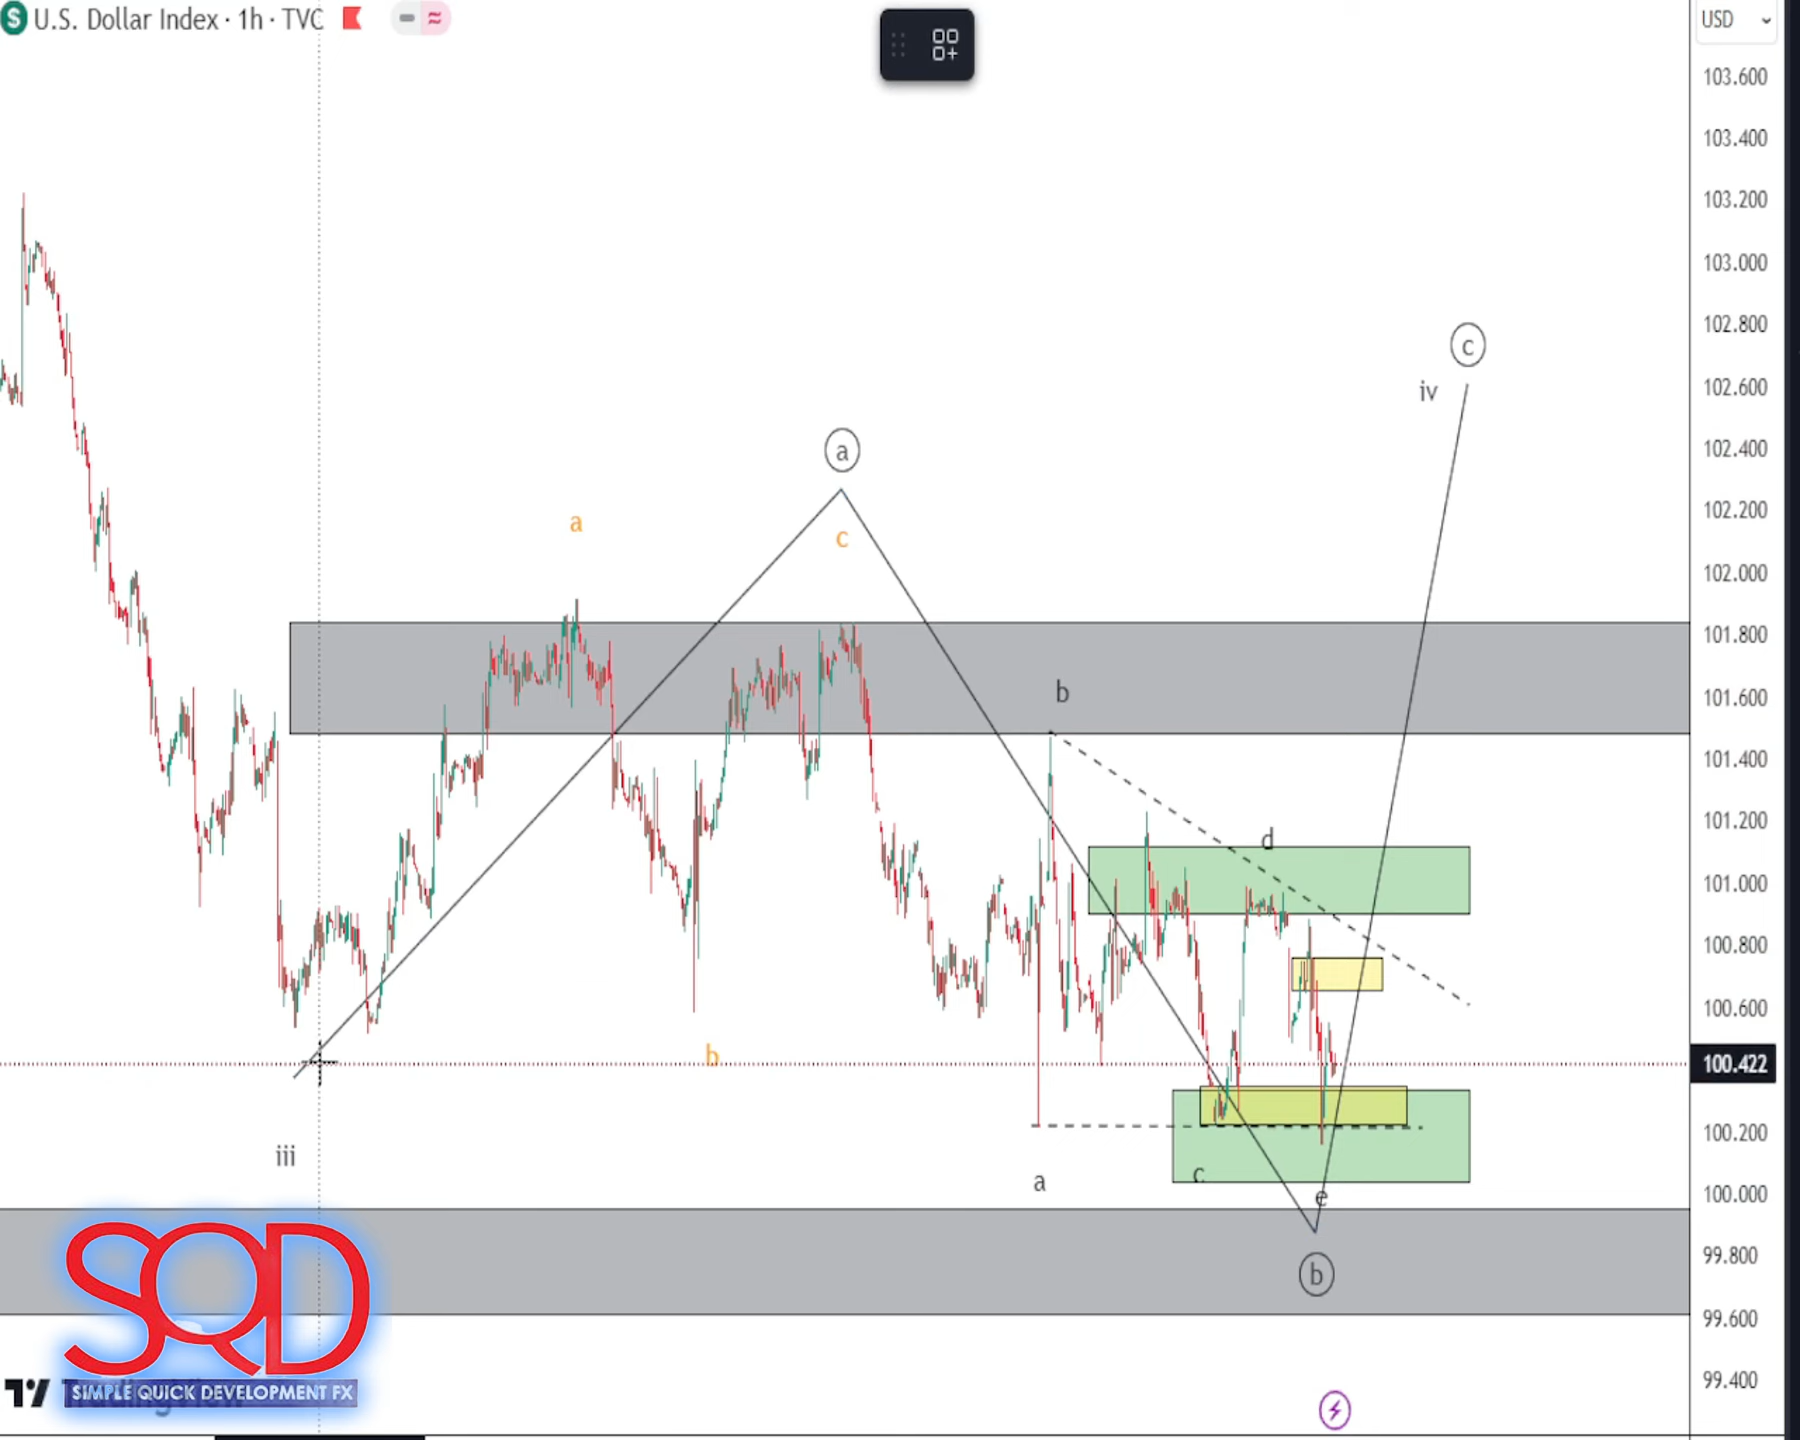 U.S. Dollar Index · 1h · TVC
USD
103.600
103.400
103.200
103.000
102.800
102.600
102.400
102.200
102.000
101.800
101.600
101.400
101.200
101.000
100.800
100.600
100.422
100.200
100.000
99.800
99.600
99.400
c
iv
a
a
c
b
d
b
iii
a
c
e
b
SQD
SIMPLE QUICK DEVELOPMENT FX